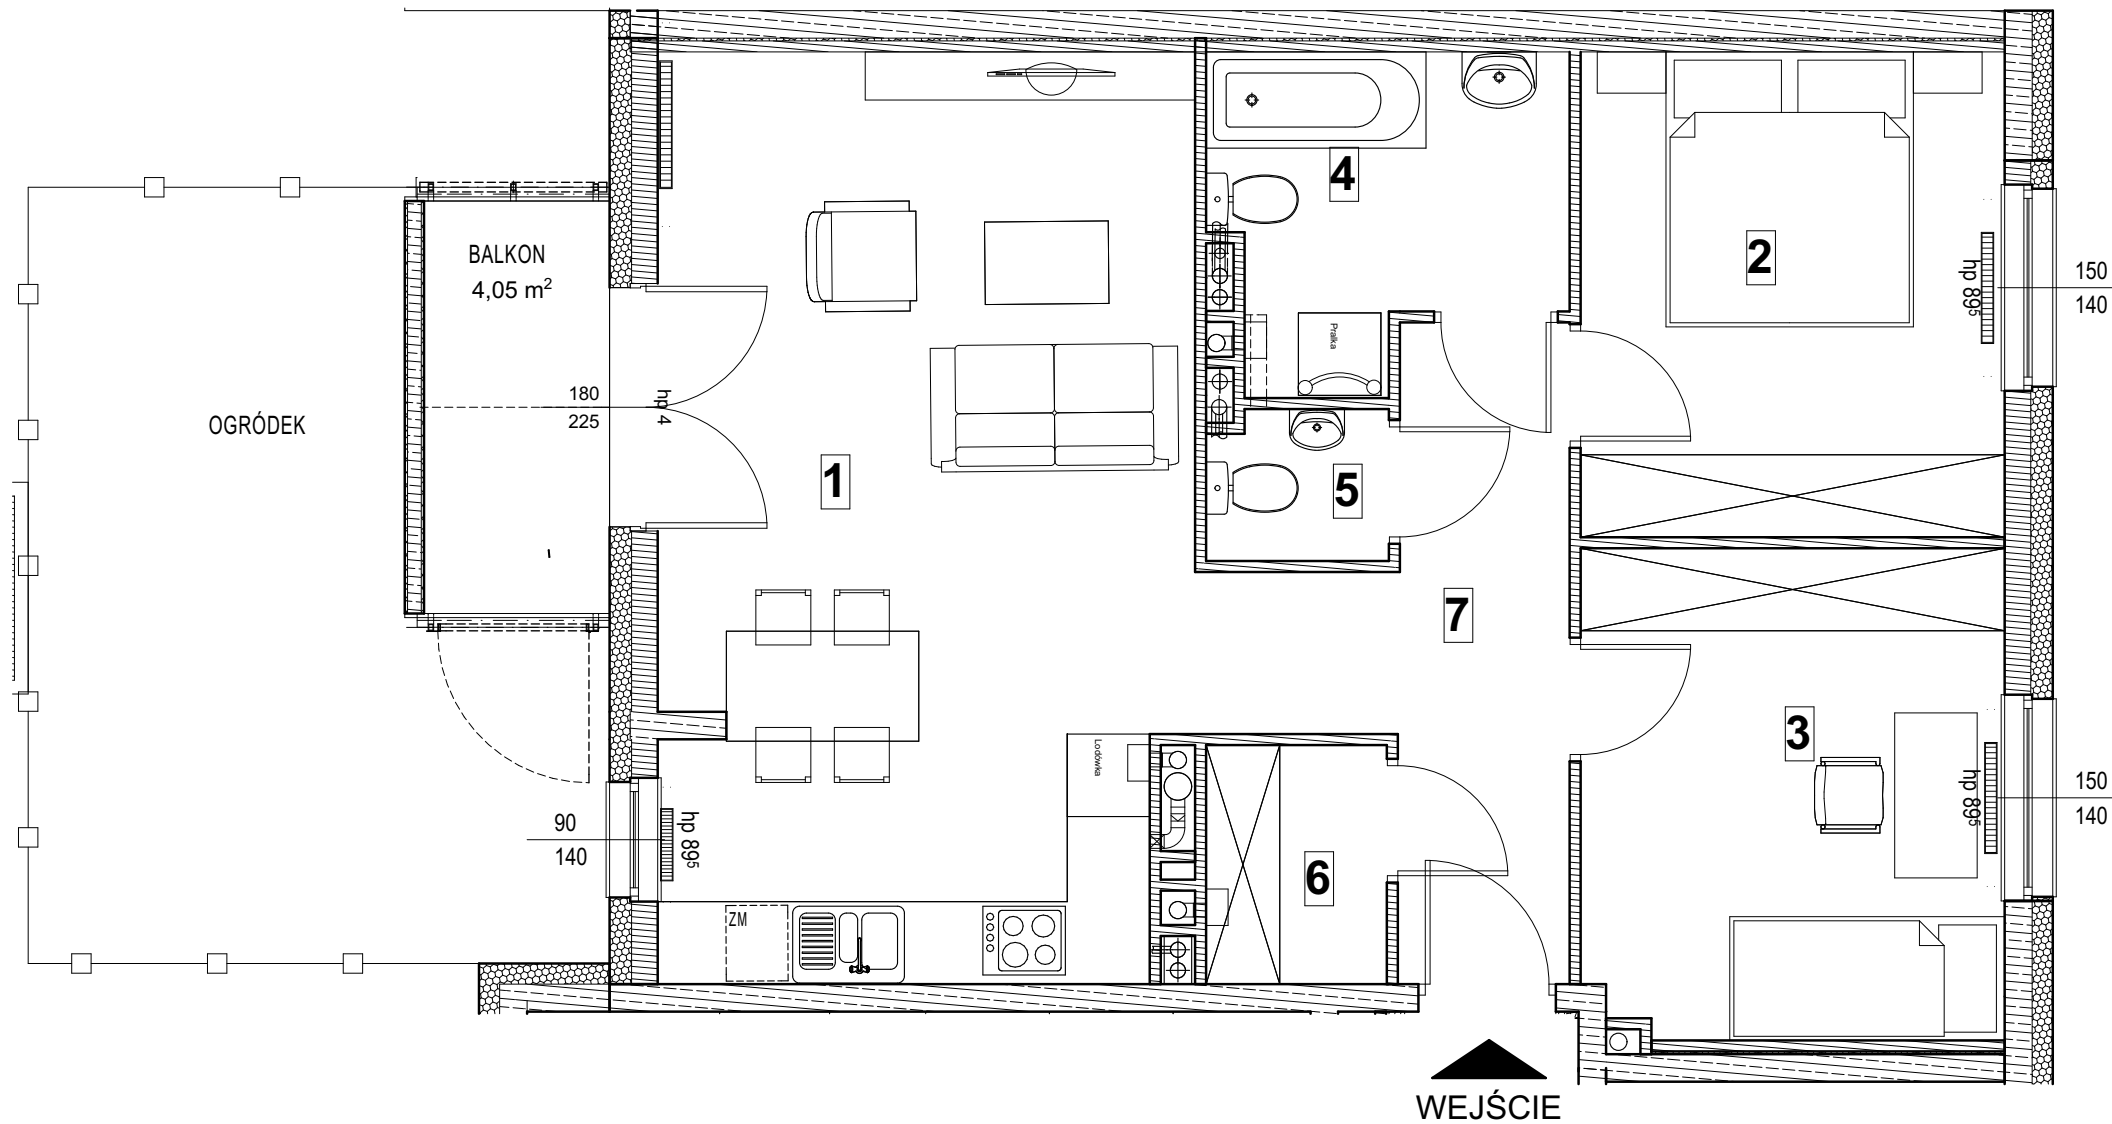 BALKON
4,05 m²
OGRÓDEK
180
225
hp 4
1
4
5
2
hp 89⁵
150
140
Pralka
7
3
hp 89⁵
150
140
90
140
hp 89⁵
Lodówka
6
ZM
WEJŚCIE